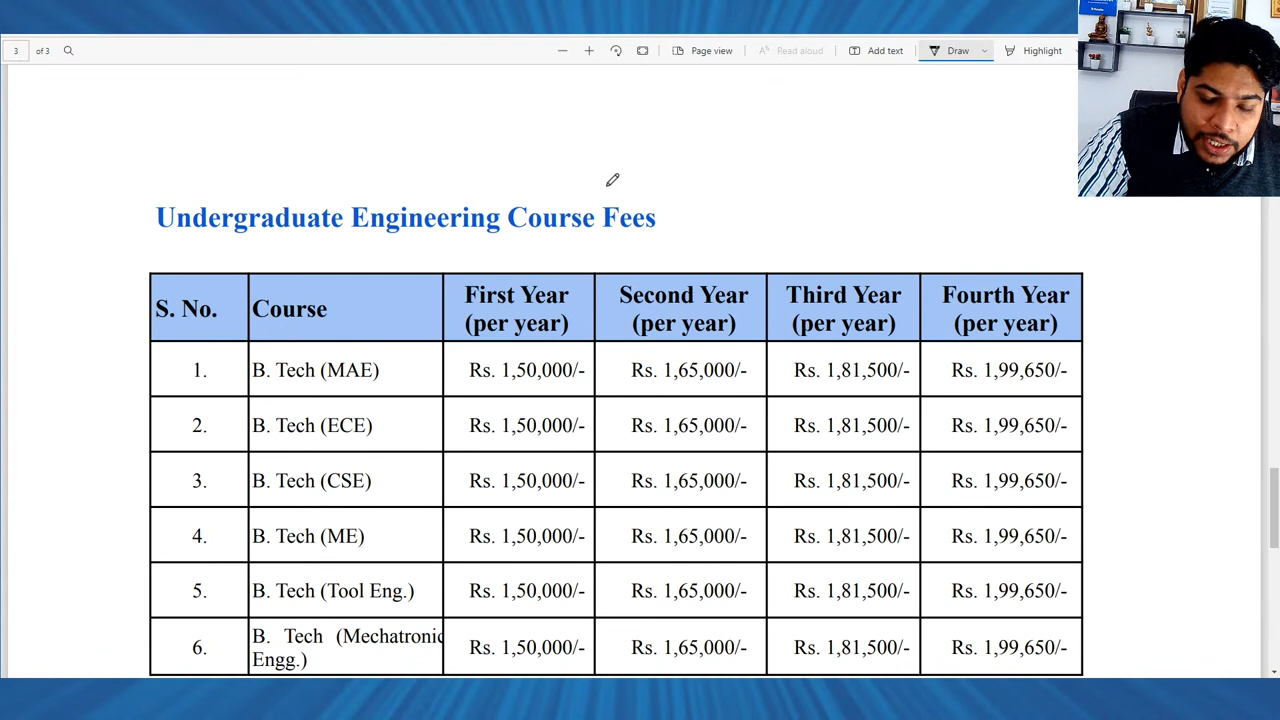 3 of 3 Page view Read aloud Add text Draw Highlight
Undergraduate Engineering Course Fees
S. No. Course First Year (per year) Second Year (per year) Third Year (per year) Fourth Year (per year)
1. B. Tech (MAE) Rs. 1,50,000/- Rs. 1,65,000/- Rs. 1,81,500/- Rs. 1,99,650/-
2. B. Tech (ECE) Rs. 1,50,000/- Rs. 1,65,000/- Rs. 1,81,500/- Rs. 1,99,650/-
3. B. Tech (CSE) Rs. 1,50,000/- Rs. 1,65,000/- Rs. 1,81,500/- Rs. 1,99,650/-
4. B. Tech (ME) Rs. 1,50,000/- Rs. 1,65,000/- Rs. 1,81,500/- Rs. 1,99,650/-
5. B. Tech (Tool Eng.) Rs. 1,50,000/- Rs. 1,65,000/- Rs. 1,81,500/- Rs. 1,99,650/-
6. B. Tech (Mechatronic Engg.) Rs. 1,50,000/- Rs. 1,65,000/- Rs. 1,81,500/- Rs. 1,99,650/-